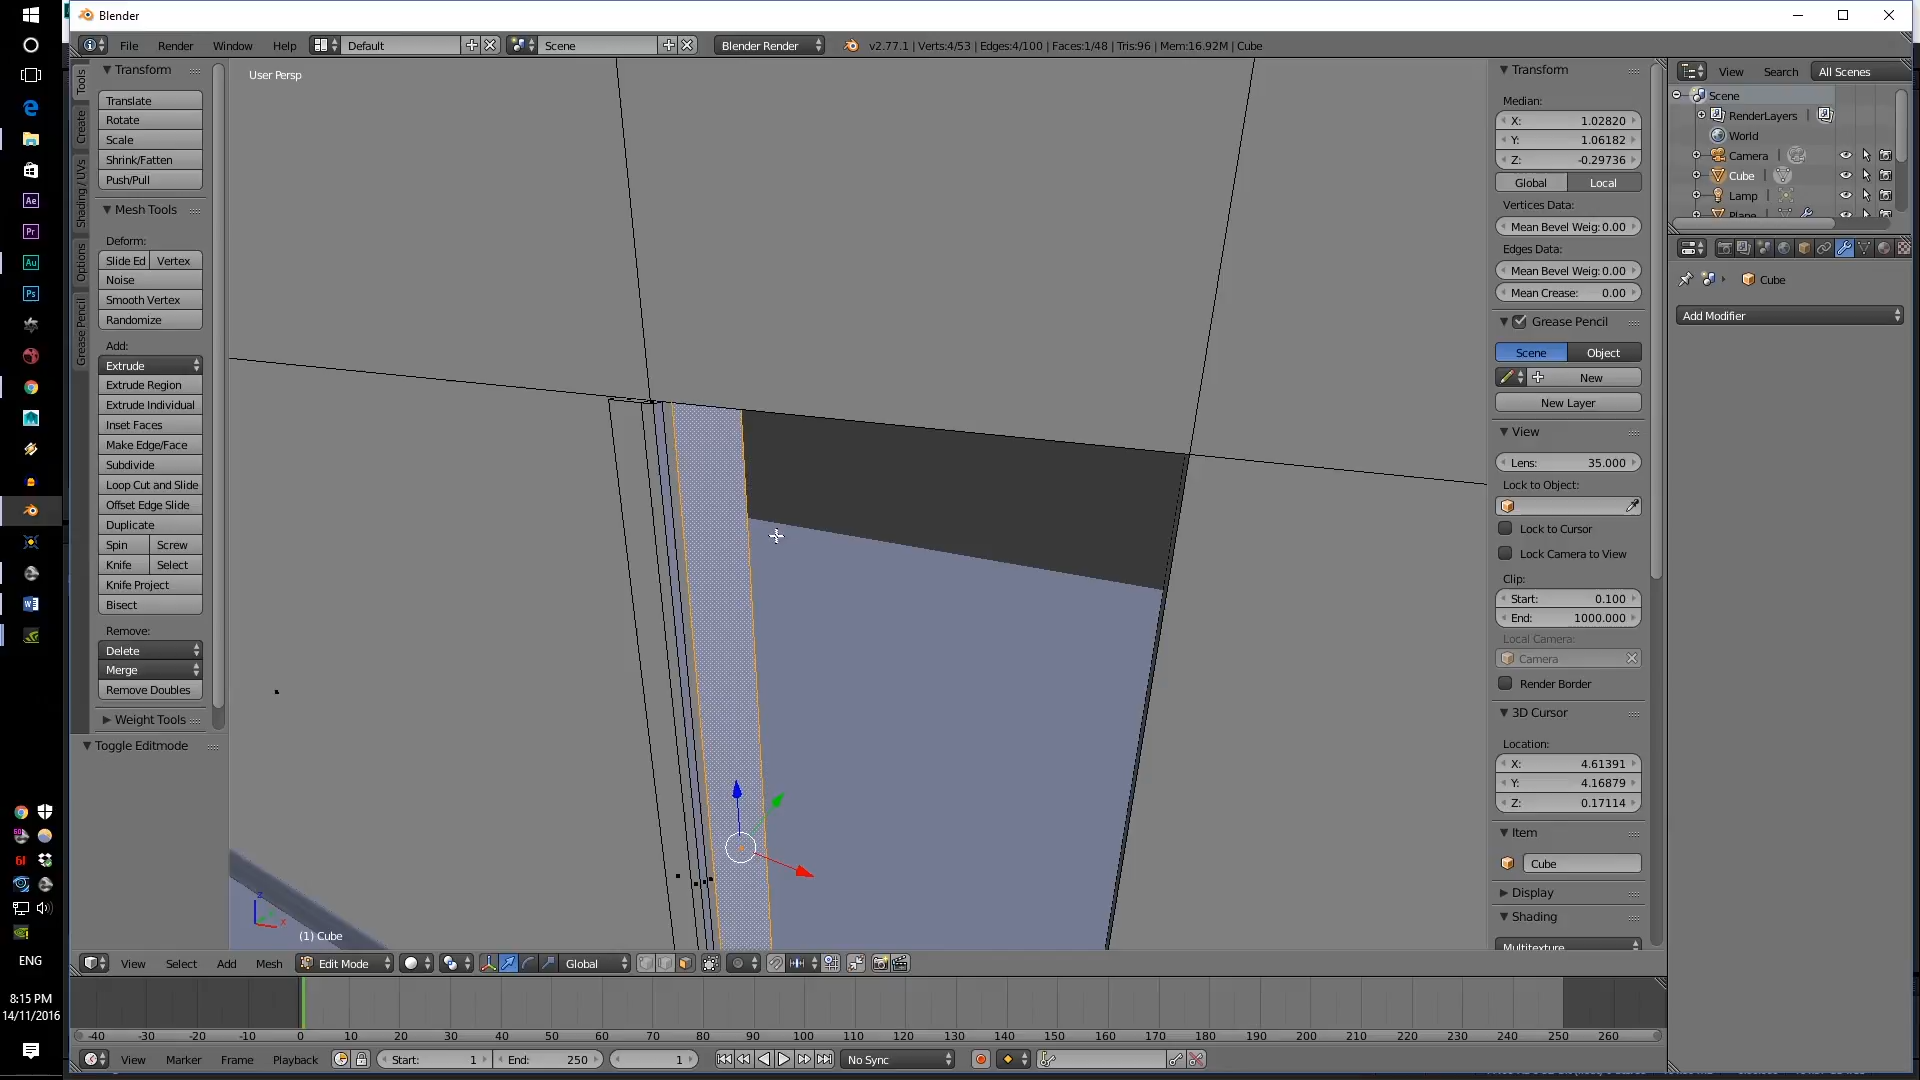 Blender
File Render Window Help Default Scene Blender Render v2.77.1 | Verts:4/53 | Edges:4/100 | Faces:1/48 | Tris:96 | Mem:16.92M | Cube
Tools
Create
Shading / UVs
Options
Grease Pencil
Transform
Translate
Rotate
Scale
Shrink/Fatten
Push/Pull
Mesh Tools
Deform:
Slide Ed Vertex
Noise
Smooth Vertex
Randomize
Add:
Extrude
Extrude Region
Extrude Individual
Inset Faces
Make Edge/Face
Subdivide
Loop Cut and Slide
Offset Edge Slide
Duplicate
Spin Screw
Knife Select
Knife Project
Bisect
Remove:
Delete
Merge
Remove Doubles
Weight Tools
Toggle Editmode
User Persp
(1) Cube
Transform
Median:
X: 1.02820
Y: 1.06182
Z: -0.29736
Global Local
Vertices Data:
Mean Bevel Weig: 0.00
Edges Data:
Mean Bevel Weig: 0.00
Mean Crease: 0.00
Grease Pencil
Scene Object
New
New Layer
View
Lens: 35.000
Lock to Object:
Lock to Cursor
Lock Camera to View
Clip:
Start: 0.100
End: 1000.000
Local Camera:
Camera
Render Border
3D Cursor
Location:
X: 4.61391
Y: 4.16879
Z: 0.17114
Item
Cube
Display
Shading
Multitexture
View Search All Scenes
Scene
RenderLayers
World
Camera
Cube
Lamp
Plane
Cube
Add Modifier
View Select Add Mesh Edit Mode Global
-40 -30 -20 -10 0 10 20 30 40 50 60 70 80 90 100 110 120 130 140 150 160 170 180 190 200 210 220 230 240 250 260
View Marker Frame Playback Start: 1 End: 250 1 No Sync
Ae
Pr
Au
Ps
ENG
8:15 PM
14/11/2016